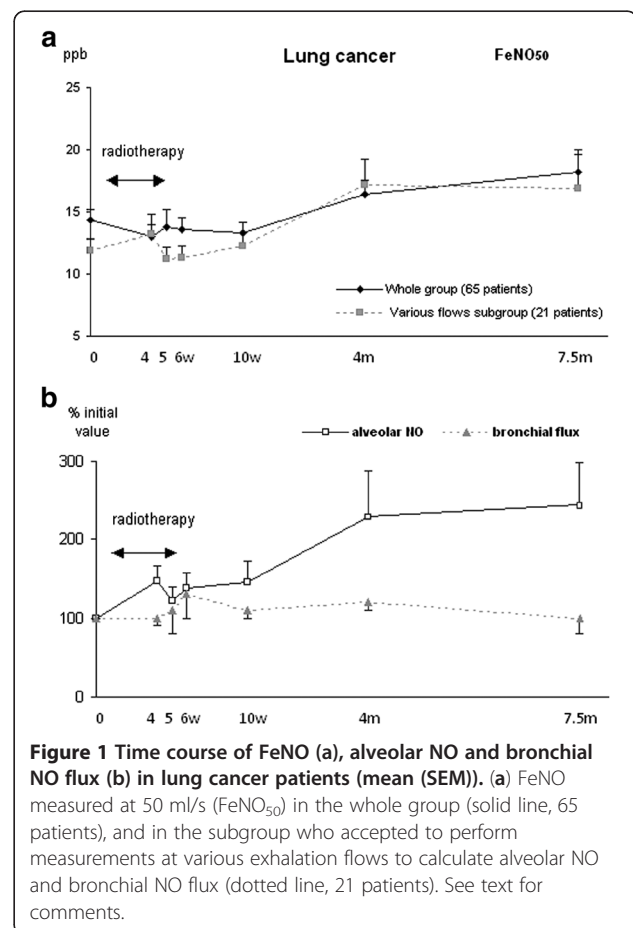 a
ppb
Lung cancer FeNO50
25
radiotherapy
20
15
10
Whole group (65 patients)
Various flows subgroup (21 patients)
5
0 4 5 6w 10w 4m 7.5m
b
% initial
value
alveolar NO bronchial flux
300
radiotherapy
200
100
0
0 4 5 6w 10w 4m 7.5m
Figure 1 Time course of FeNO (a), alveolar NO and bronchial
NO flux (b) in lung cancer patients (mean (SEM)). (a) FeNO
measured at 50 ml/s (FeNO50) in the whole group (solid line, 65
patients), and in the subgroup who accepted to perform
measurements at various exhalation flows to calculate alveolar NO
and bronchial NO flux (dotted line, 21 patients). See text for
comments.